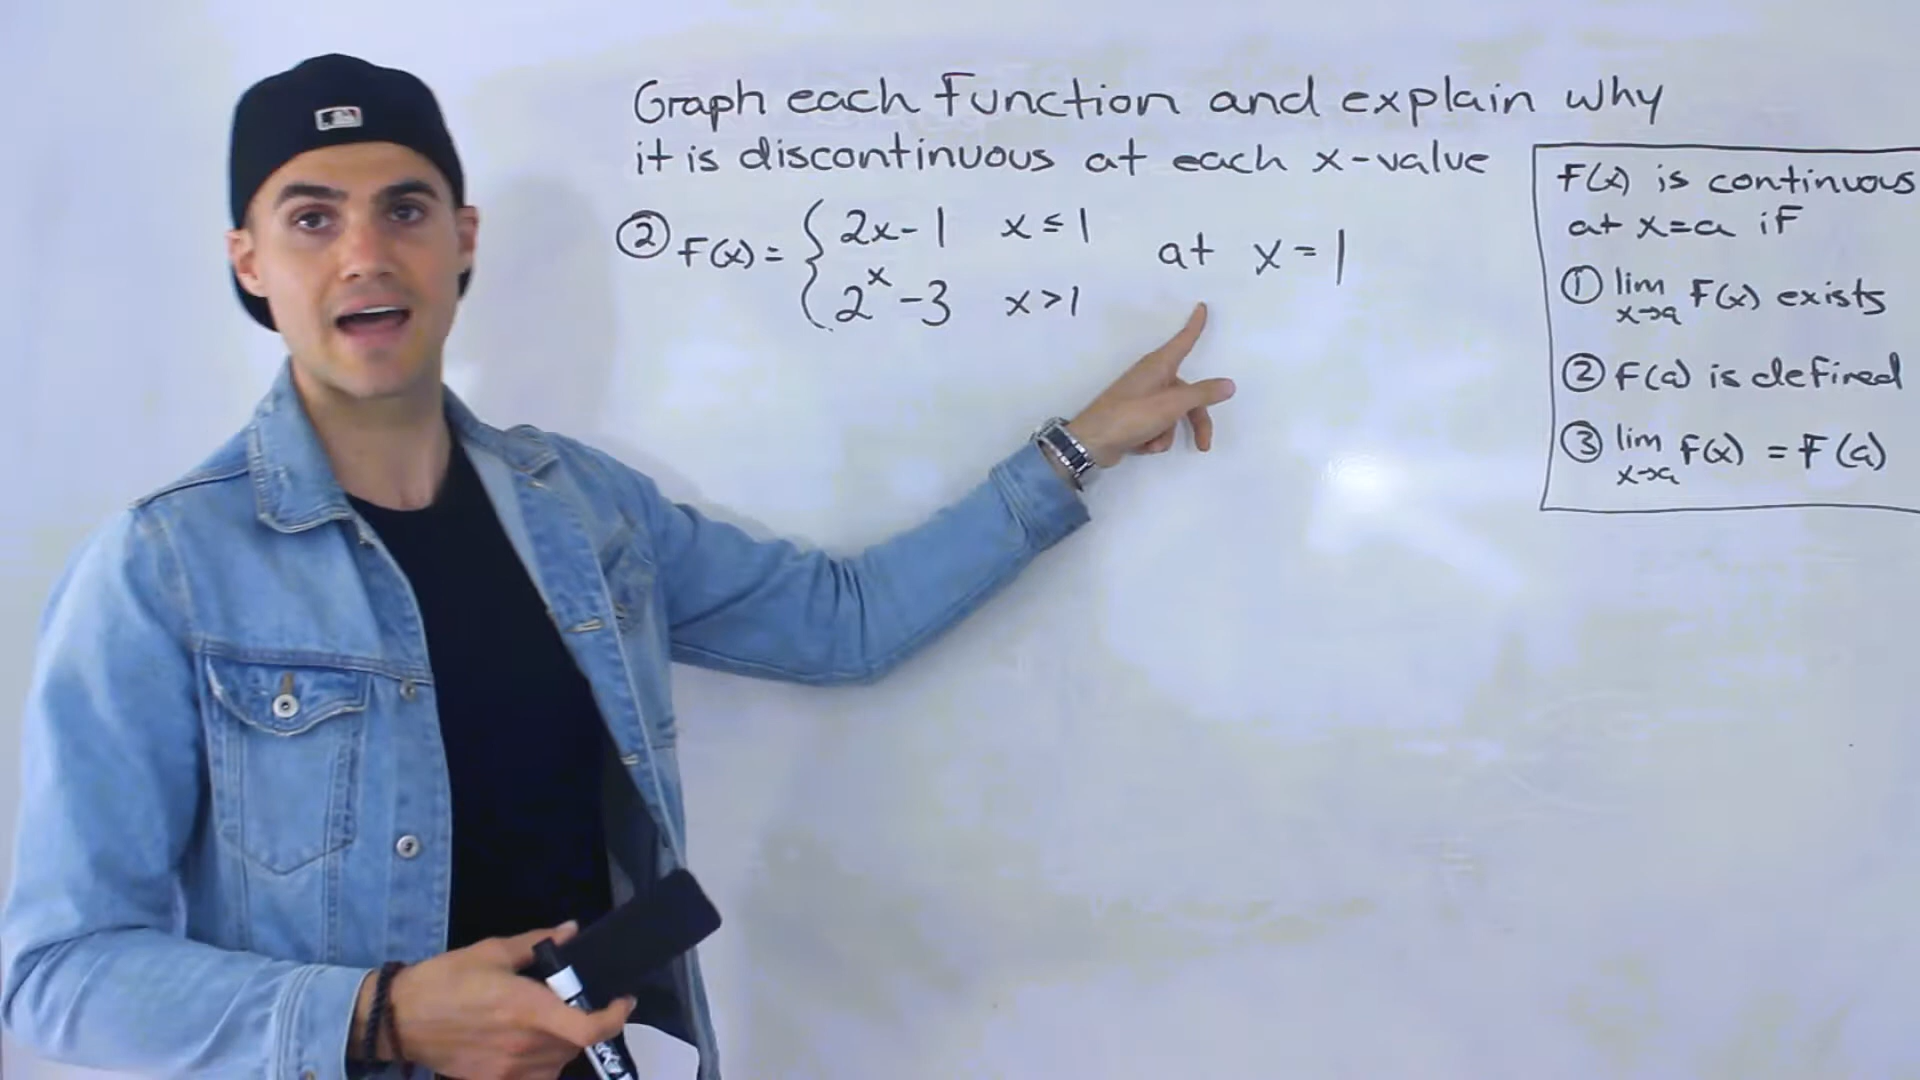 Graph each function and explain why
it is discontinuous at each x-value
② F(x) = { 2x-1 x ≤ 1
2^x - 3 x > 1
at x = 1
F(x) is continuous
at x=a if
① lim x→a F(x) exists
② F(a) is defined
③ lim x→a F(x) = F(a)